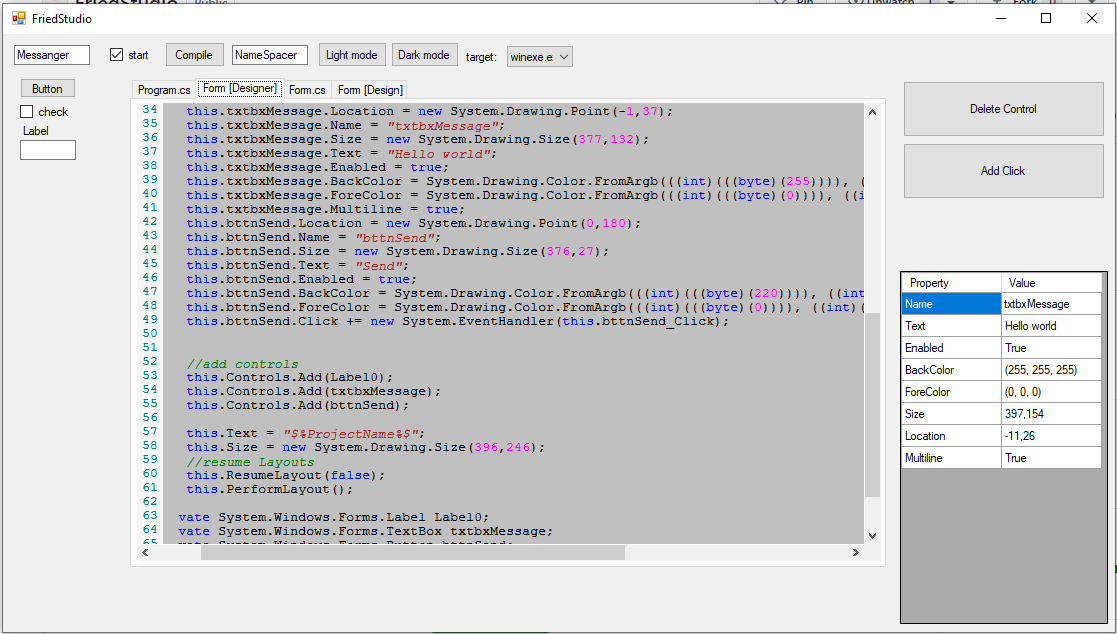 FriedStudio
Messanger start Compile NameSpacer Light mode Dark mode target: winexe.e
Button
check
Label
Program.cs Form [Designer] Form.cs Form [Design]
34 this.txtbxMessage.Location = new System.Drawing.Point(-1,37);
35 this.txtbxMessage.Name = "txtbxMessage";
36 this.txtbxMessage.Size = new System.Drawing.Size(377,132);
37 this.txtbxMessage.Text = "Hello world";
38 this.txtbxMessage.Enabled = true;
39 this.txtbxMessage.BackColor = System.Drawing.Color.FromArgb(((int)(((byte)(255)))), (
40 this.txtbxMessage.ForeColor = System.Drawing.Color.FromArgb(((int)(((byte)(0)))), ((i
41 this.txtbxMessage.Multiline = true;
42 this.bttnSend.Location = new System.Drawing.Point(0,180);
43 this.bttnSend.Name = "bttnSend";
44 this.bttnSend.Size = new System.Drawing.Size(376,27);
45 this.bttnSend.Text = "Send";
46 this.bttnSend.Enabled = true;
47 this.bttnSend.BackColor = System.Drawing.Color.FromArgb(((int)(((byte)(220)))), ((int
48 this.bttnSend.ForeColor = System.Drawing.Color.FromArgb(((int)(((byte)(0)))), ((int)(
49 this.bttnSend.Click += new System.EventHandler(this.bttnSend_Click);
50
51
52 //add controls
53 this.Controls.Add(Label0);
54 this.Controls.Add(txtbxMessage);
55 this.Controls.Add(bttnSend);
56
57 this.Text = "$%ProjectName%$";
58 this.Size = new System.Drawing.Size(396,246);
59 //resume Layouts
60 this.ResumeLayout(false);
61 this.PerformLayout();
62
63 vate System.Windows.Forms.Label Label0;
64 vate System.Windows.Forms.TextBox txtbxMessage;
65 vate System.Windows.Forms.Button bttnSend;
Delete Control
Add Click
Property Value
Name txtbxMessage
Text Hello world
Enabled True
BackColor (255, 255, 255)
ForeColor (0, 0, 0)
Size 397,154
Location -11,26
Multiline True